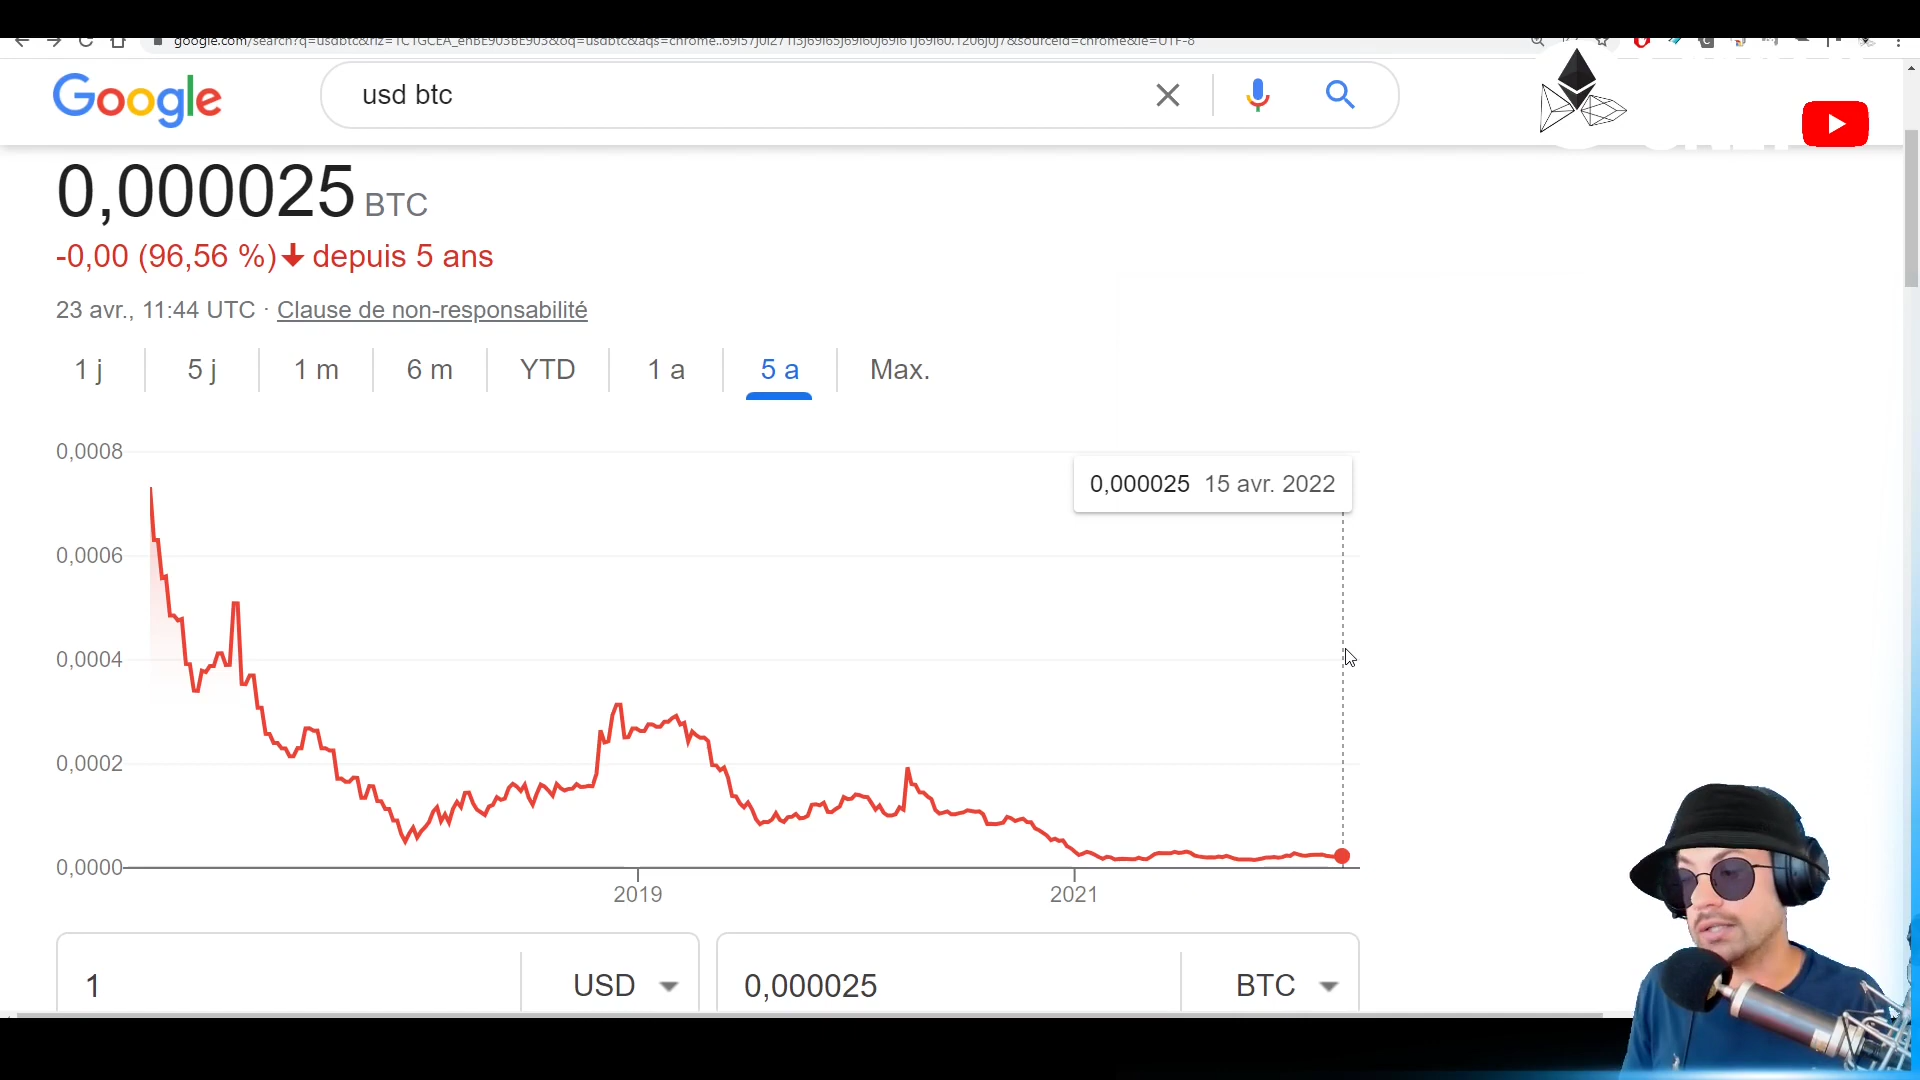 Google
usd btc
0,000025 BTC
-0,00 (96,56 %) depuis 5 ans
23 avr., 11:44 UTC · Clause de non-responsabilité
1 j
5 j
1 m
6 m
YTD
1 a
5 a
Max.
0,0008
0,000025 15 avr. 2022
0,0006
0,0004
0,0002
0,0000
2019
2021
1
USD
0,000025
BTC